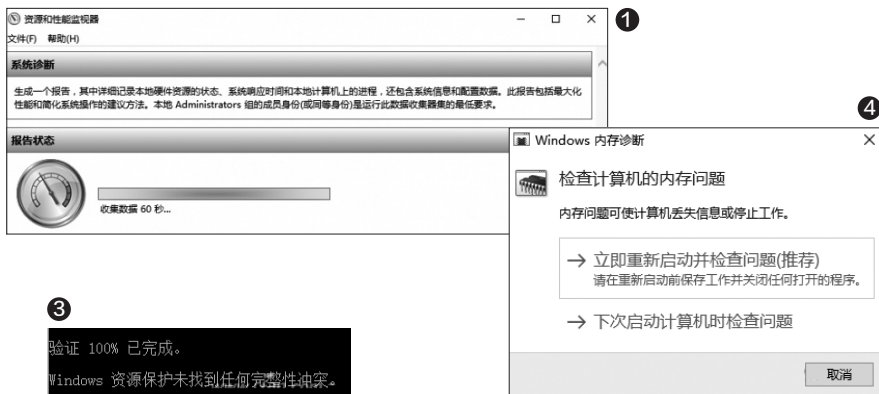 资源和性能监视器
❶
文件(F) 帮助(H)
系统诊断
生成一个报告，其中详细记录本地硬件资源的状态、系统响应时间和本地计算机上的进程，还包含系统信息和配置数据。此报告包括最大化
性能和简化系统操作的建议方法。本地 Administrators 组的成员身份(或同等身份)是运行此数据收集器集的最低要求。
报告状态
收集数据 60 秒...
❹
Windows 内存诊断
检查计算机的内存问题
内存问题可使计算机丢失信息或停止工作。
→ 立即重新启动并检查问题(推荐)
请在重新启动前保存工作并关闭任何打开的程序。
→ 下次启动计算机时检查问题
取消
❸
验证 100% 已完成。
Windows 资源保护未找到任何完整性冲突。